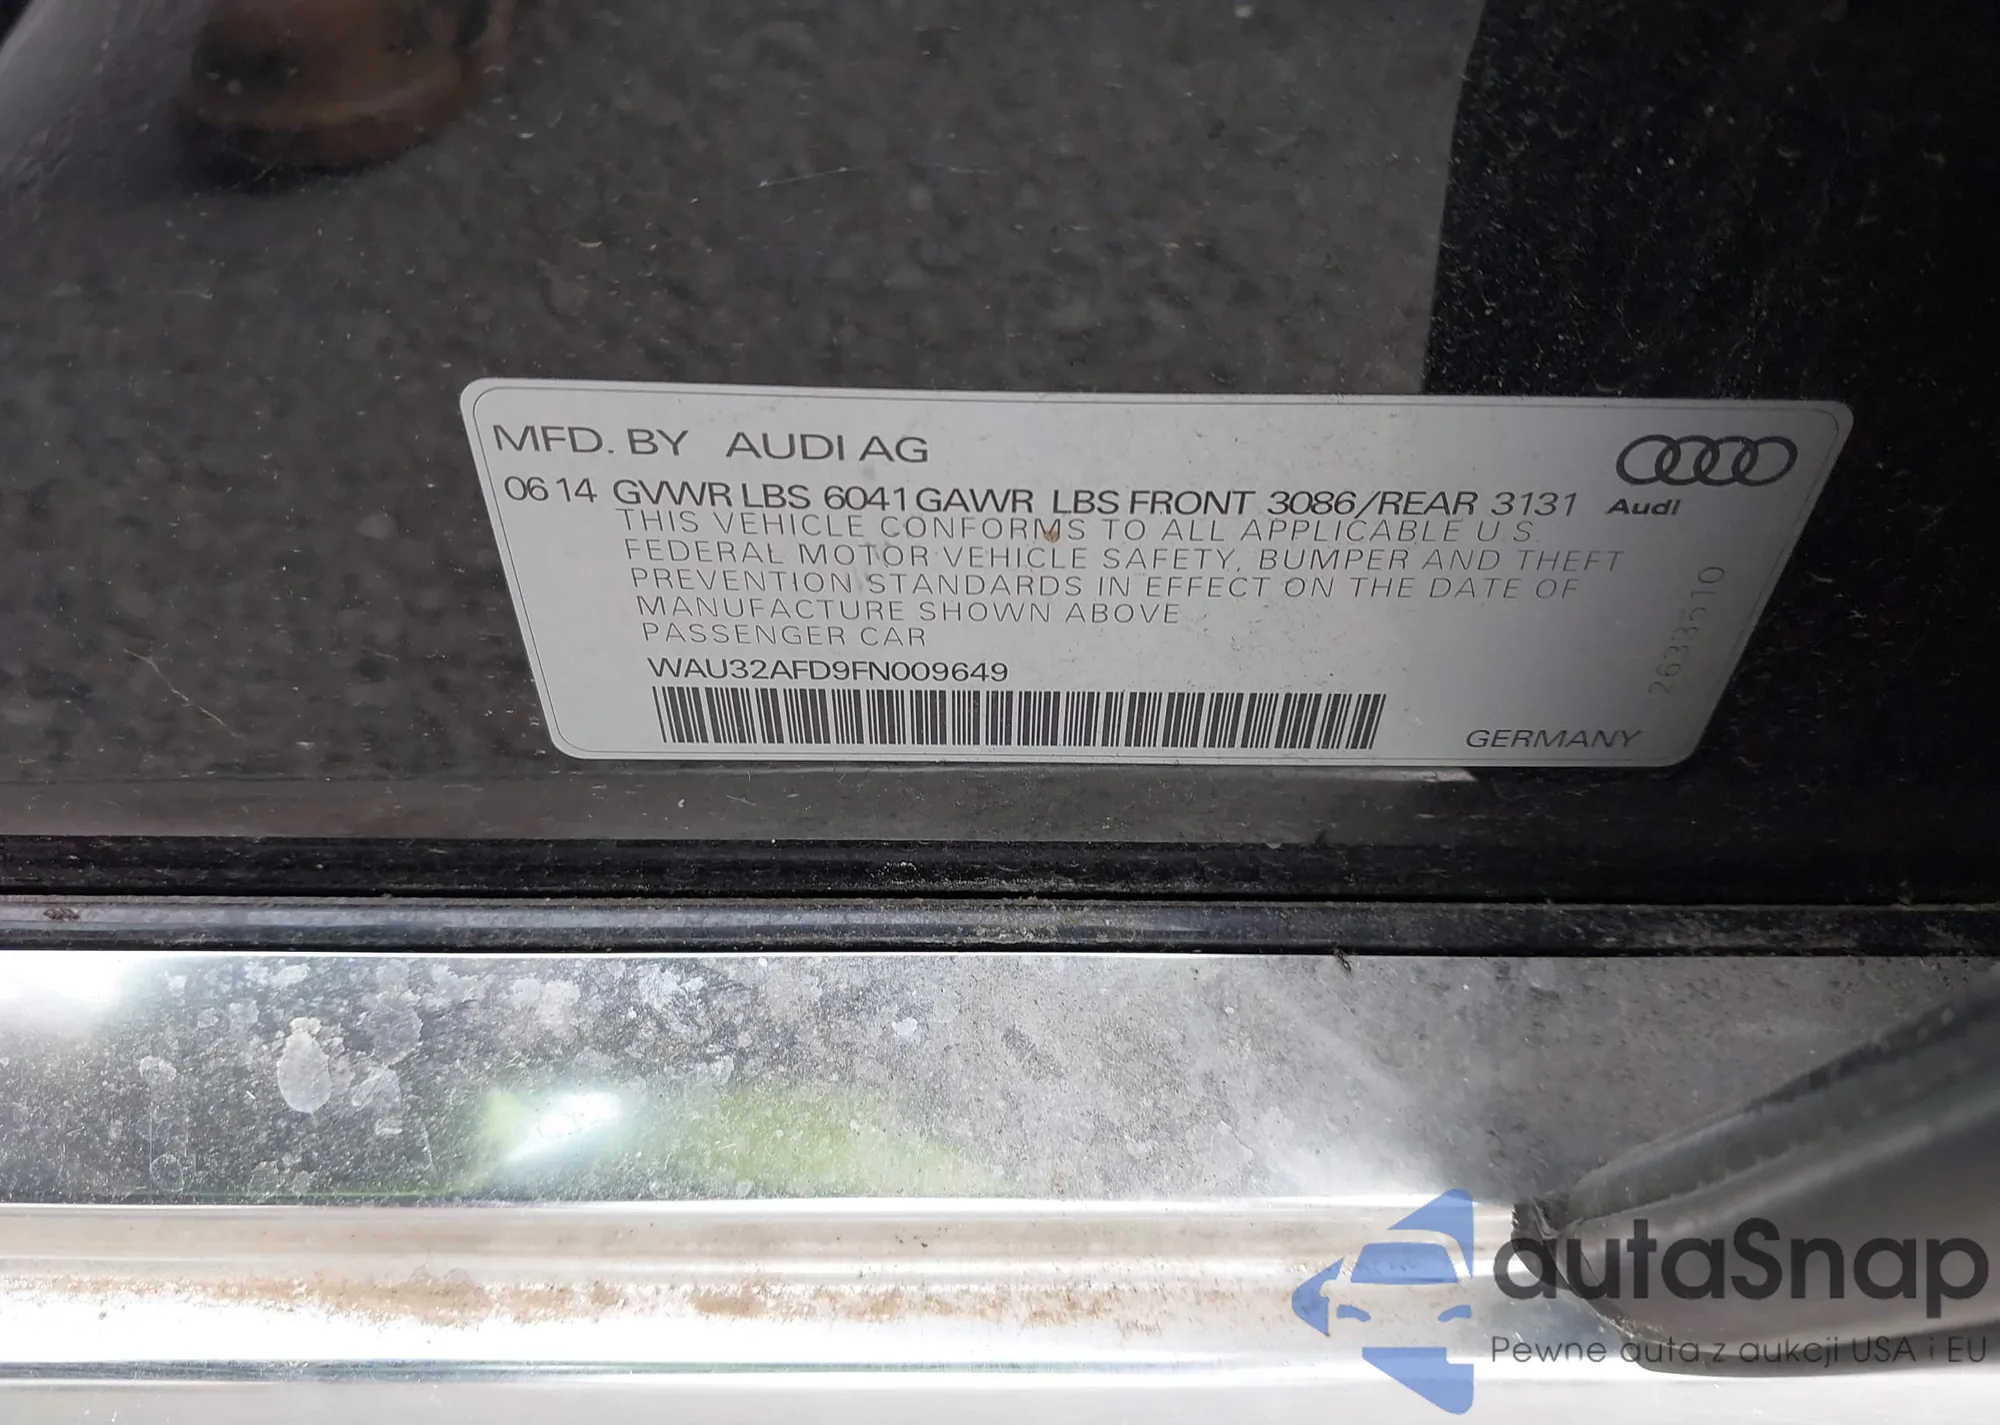 MFD. BY AUDI AG
0614 GVWR LBS 6041 GAWR LBS FRONT 3086/REAR 3131
Audi
THIS VEHICLE CONFORMS TO ALL APPLICABLE U.S.
FEDERAL MOTOR VEHICLE SAFETY, BUMPER AND THEFT
PREVENTION STANDARDS IN EFFECT ON THE DATE OF
MANUFACTURE SHOWN ABOVE
PASSENGER CAR
WAU32AFD9FN009649
GERMANY
2633510
autaSnap
Pewne auta z aukcji USA i EU